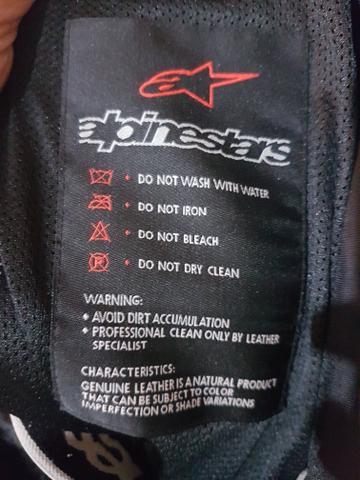 alpinestars
DO NOT WASH WITH WATER
DO NOT IRON
DO NOT BLEACH
DO NOT DRY CLEAN
WARNING:
• AVOID DIRT ACCUMULATION
• PROFESSIONAL CLEAN ONLY BY LEATHER
SPECIALIST
CHARACTERISTICS:
GENUINE LEATHER IS A NATURAL PRODUCT
THAT CAN BE SUBJECT TO COLOR
IMPERFECTION OR SHADE VARIATIONS